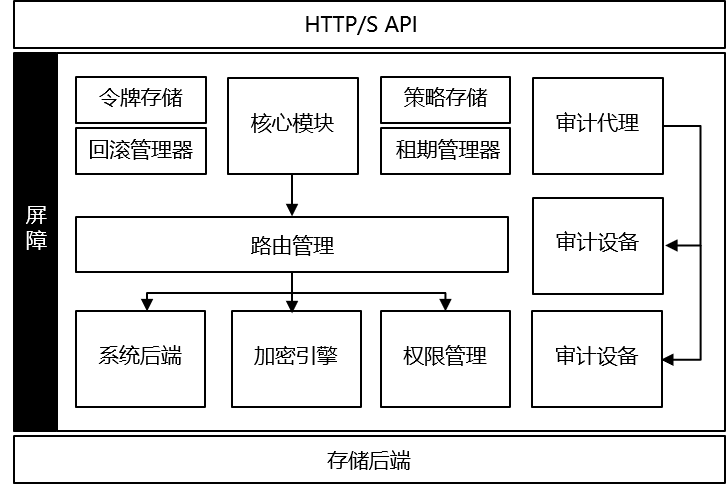 HTTP/S API
屏
障
令牌存储
核心模块
策略存储
审计代理
回滚管理器
租期管理器
路由管理
审计设备
系统后端
加密引擎
权限管理
审计设备
存储后端